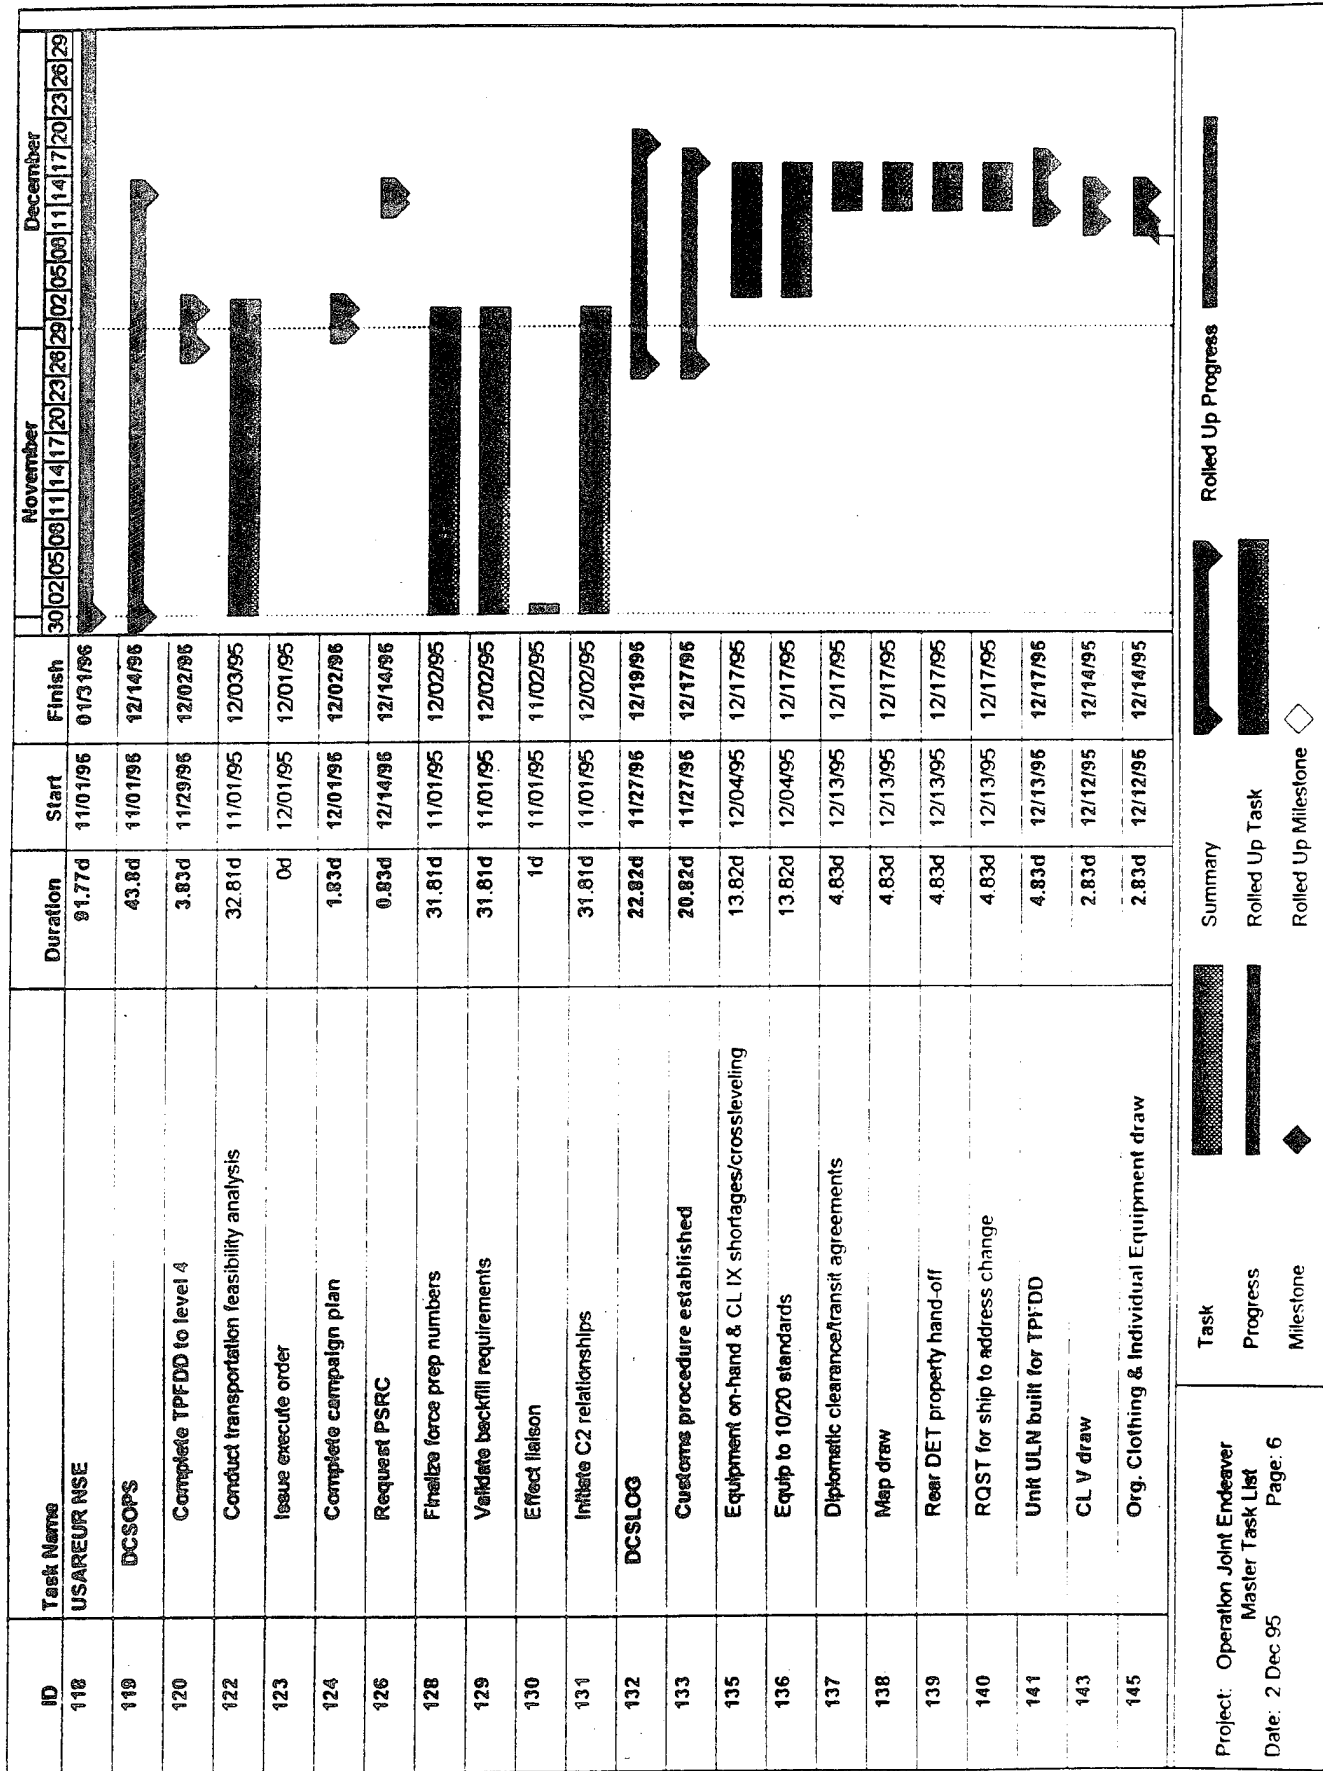 ID Task Name Duration Start Finish November December
30 02 05 08 11 14 17 20 23 26 29 02 05 08 11 14 17 20 23 26 29
118 USAREUR NSE 91.77d 11/01/95 01/31/96
119 DCSOPS 43.8d 11/01/95 12/14/95
120 Complete TPFDD to level 4 3.83d 11/29/95 12/02/95
122 Conduct transportation feasibility analysis 32.81d 11/01/95 12/03/95
123 Issue execute order 0d 12/01/95 12/01/95
124 Complete campaign plan 1.83d 12/01/95 12/02/95
126 Request PSRC 0.83d 12/14/95 12/14/95
128 Finalize force prep numbers 31.81d 11/01/95 12/02/95
129 Validate backfill requirements 31.81d 11/01/95 12/02/95
130 Effect liaison 1d 11/01/95 11/02/95
131 Initiate C2 relationships 31.81d 11/01/95 12/02/95
132 DCSLOG 22.82d 11/27/95 12/19/95
133 Customs procedure established 20.82d 11/27/95 12/17/95
135 Equipment on-hand & CL IX shortages/crossleveling 13.82d 12/04/95 12/17/95
136 Equip to 10/20 standards 13.82d 12/04/95 12/17/95
137 Diplomatic clearance/transit agreements 4.83d 12/13/95 12/17/95
138 Map draw 4.83d 12/13/95 12/17/95
139 Rear DET property hand-off 4.83d 12/13/95 12/17/95
140 RQST for ship to address change 4.83d 12/13/95 12/17/95
141 Unit ULN built for TPFDD 4.83d 12/13/95 12/17/95
143 CL V draw 2.83d 12/12/95 12/14/95
145 Org. Clothing & Individual Equipment draw 2.83d 12/12/95 12/14/95
Project: Operation Joint Endeavor
Master Task List
Date: 2 Dec 95 Page: 6
Task Summary Rolled Up Progress
Progress Rolled Up Task
Milestone Rolled Up Milestone